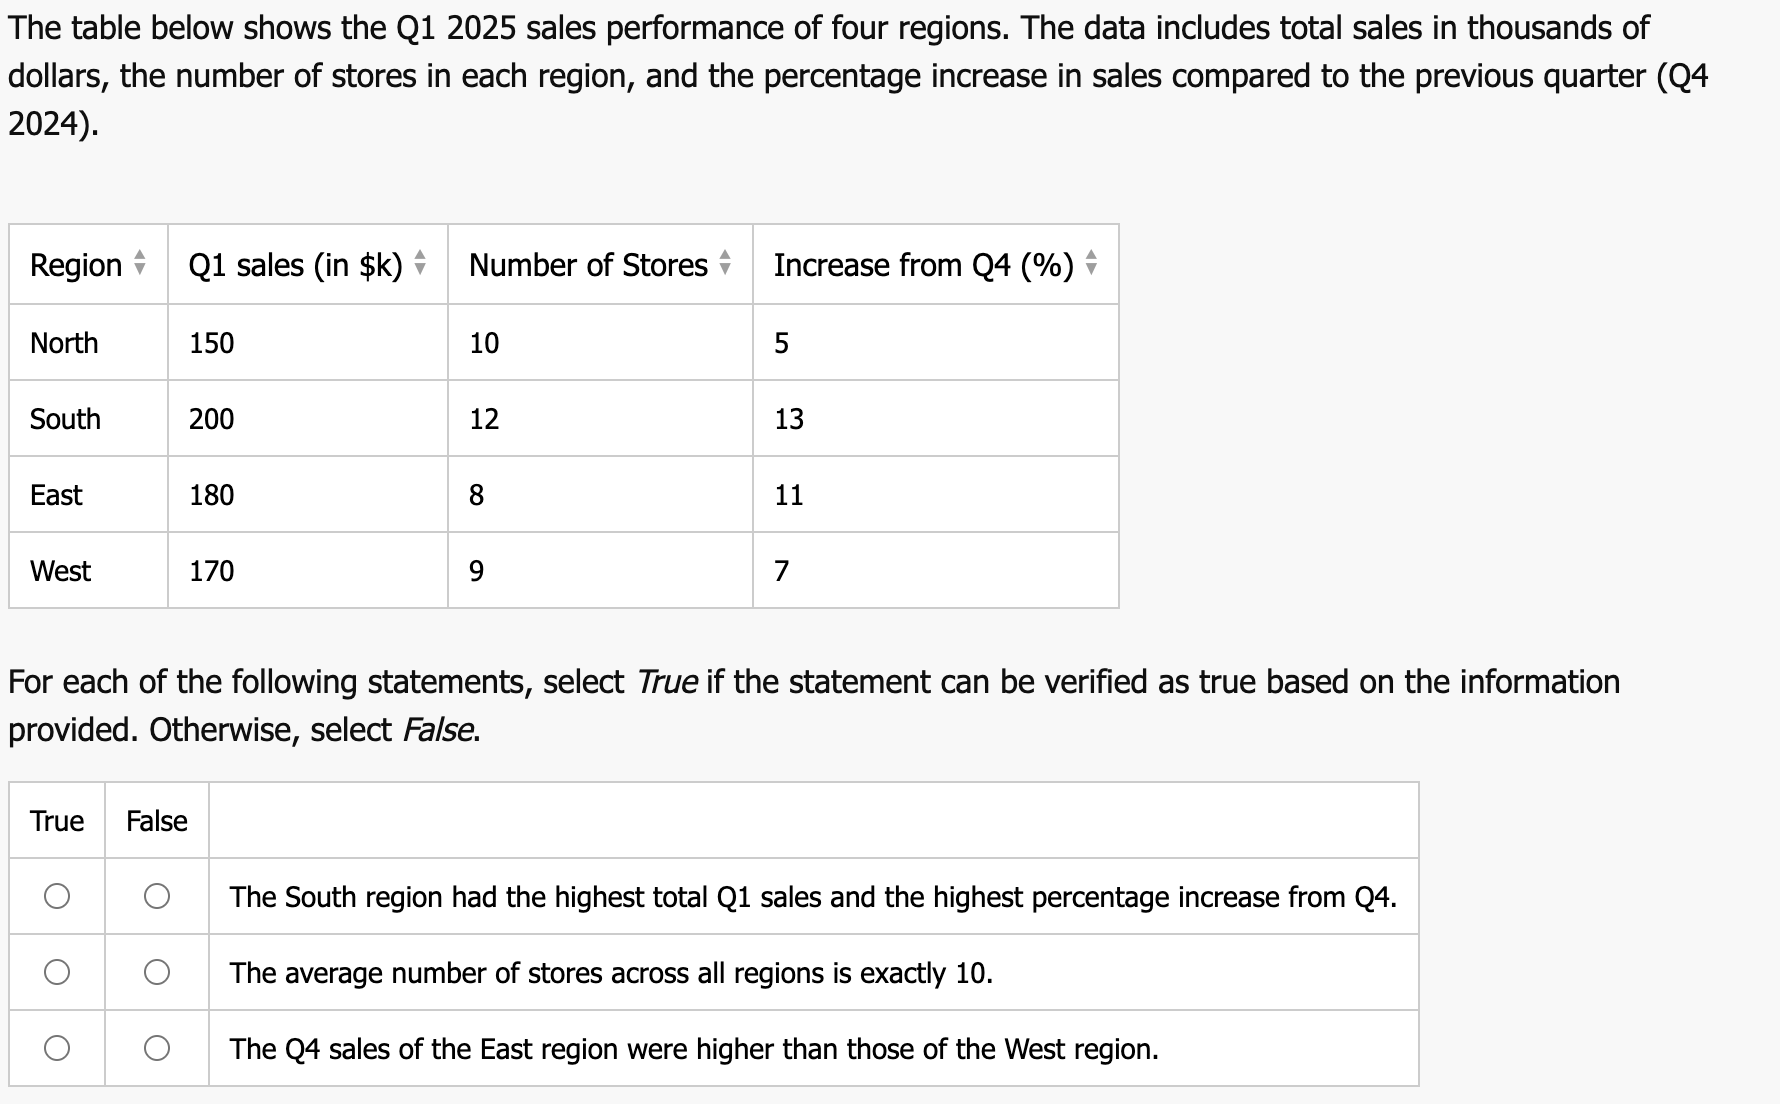 The table below shows the Q1 2025 sales performance of four regions. The data includes total sales in thousands of
dollars, the number of stores in each region, and the percentage increase in sales compared to the previous quarter (Q4
2024).
Region Q1 sales (in $k) Number of Stores Increase from Q4 (%)
North 150 10 5
South 200 12 13
East 180 8 11
West 170 9 7
For each of the following statements, select True if the statement can be verified as true based on the information
provided. Otherwise, select False.
True False
The South region had the highest total Q1 sales and the highest percentage increase from Q4.
The average number of stores across all regions is exactly 10.
The Q4 sales of the East region were higher than those of the West region.